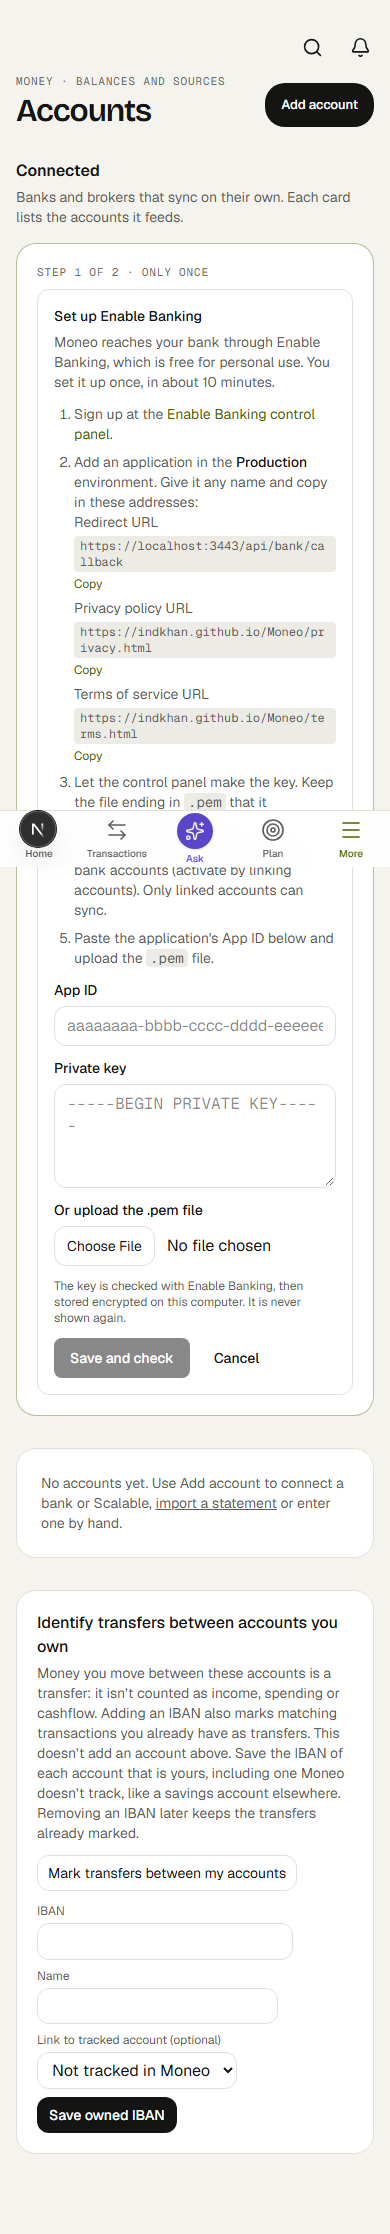 MONEY · BALANCES AND SOURCES
Accounts
Add account
Connected
Banks and brokers that sync on their own. Each card
lists the accounts it feeds.
STEP 1 OF 2 · ONLY ONCE
Set up Enable Banking
Moneo reaches your bank through Enable
Banking, which is free for personal use. You
set it up once, in about 10 minutes.
1. Sign up at the Enable Banking control
panel.
2. Add an application in the Production
environment. Give it any name and copy
in these addresses:
Redirect URL
https://localhost:3443/api/bank/ca
llback
Copy
Privacy policy URL
https://indkhan.github.io/Moneo/pr
ivacy.html
Copy
Terms of service URL
https://indkhan.github.io/Moneo/te
rms.html
Copy
3. Let the control panel make the key. Keep
the file ending in .pem that it
N
Home
Transactions
Ask
Plan
More
bank accounts (activate by linking
accounts). Only linked accounts can
sync.
5. Paste the application's App ID below and
upload the .pem file.
App ID
aaaaaaaa-bbbb-cccc-dddd-eeeeee
Private key
-----BEGIN PRIVATE KEY----
-
Or upload the .pem file
Choose File No file chosen
The key is checked with Enable Banking, then
stored encrypted on this computer. It is never
shown again.
Save and check
Cancel
No accounts yet. Use Add account to connect a
bank or Scalable, import a statement or enter
one by hand.
Identify transfers between accounts you
own
Money you move between these accounts is a
transfer: it isn't counted as income, spending or
cashflow. Adding an IBAN also marks matching
transactions you already have as transfers. This
doesn't add an account above. Save the IBAN of
each account that is yours, including one Moneo
doesn't track, like a savings account elsewhere.
Removing an IBAN later keeps the transfers
already marked.
Mark transfers between my accounts
IBAN
Name
Link to tracked account (optional)
Not tracked in Moneo
Save owned IBAN